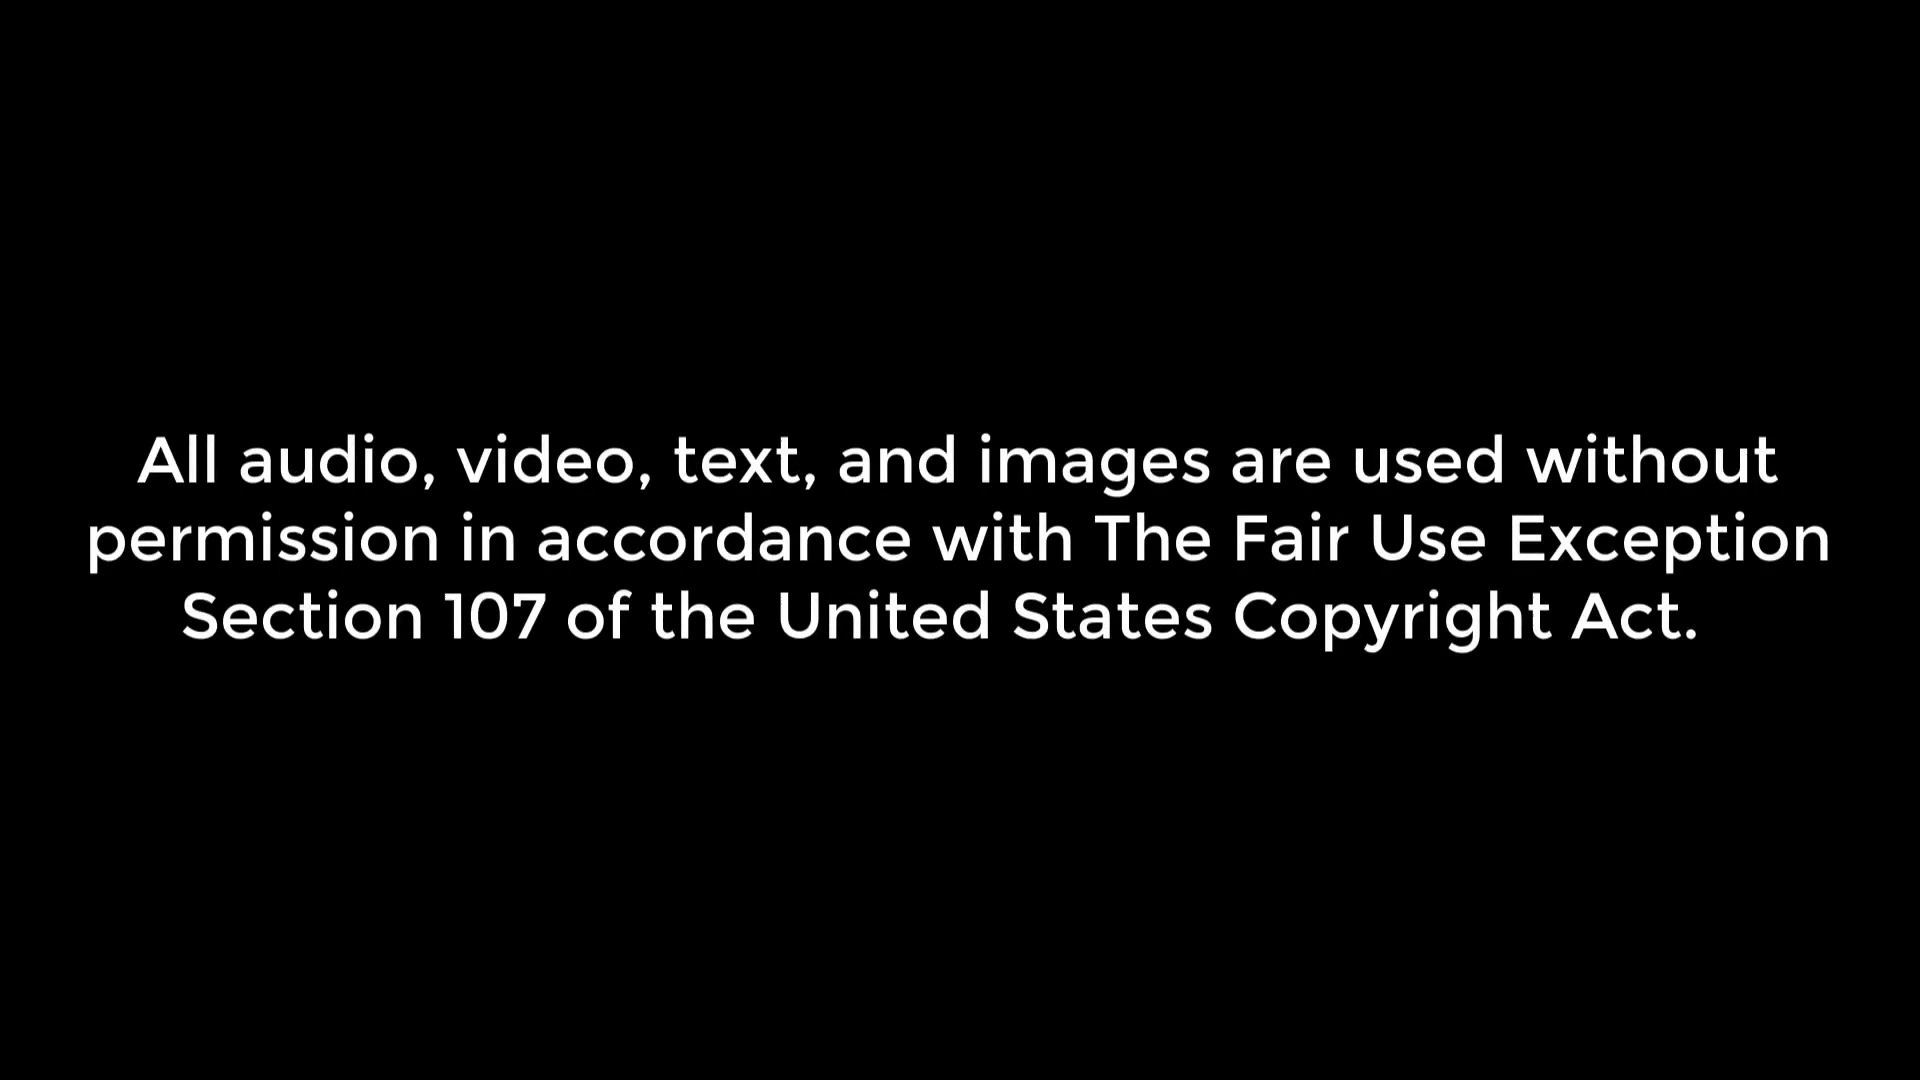 All audio, video, text, and images are used without
permission in accordance with The Fair Use Exception
Section 107 of the United States Copyright Act.